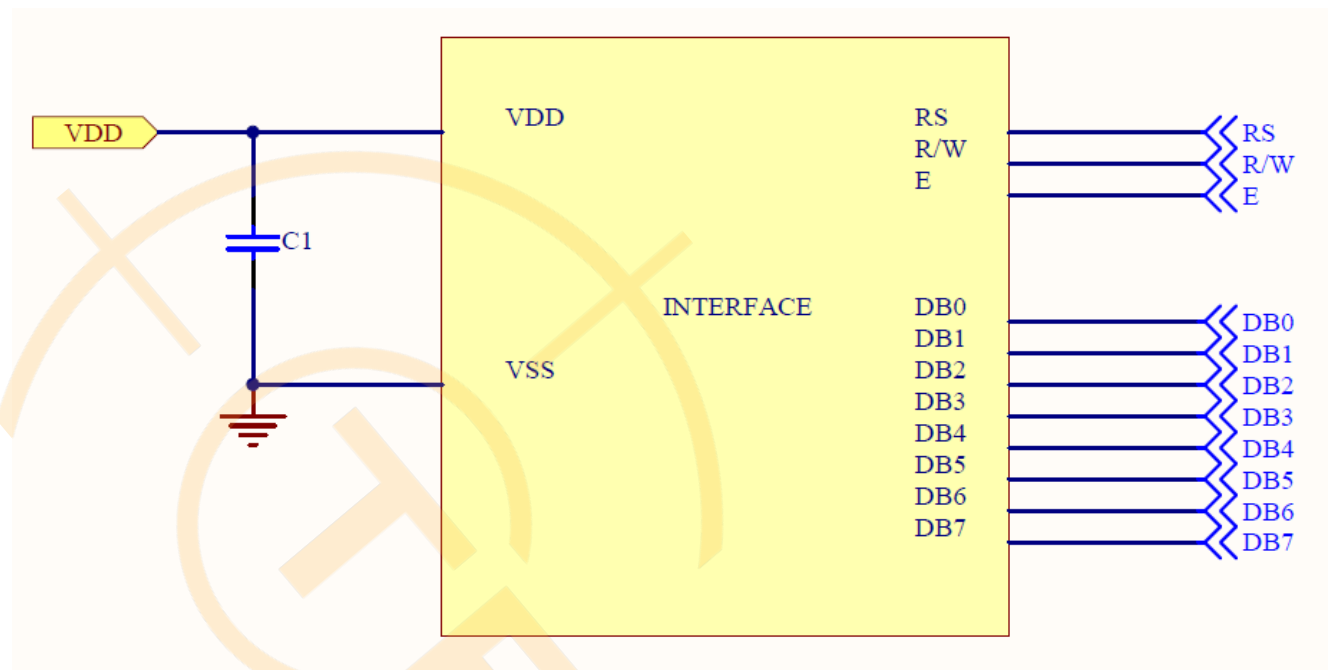 VDD
C1
VDD
VSS
INTERFACE
RS
R/W
E
DB0
DB1
DB2
DB3
DB4
DB5
DB6
DB7
RS
R/W
E
DB0
DB1
DB2
DB3
DB4
DB5
DB6
DB7